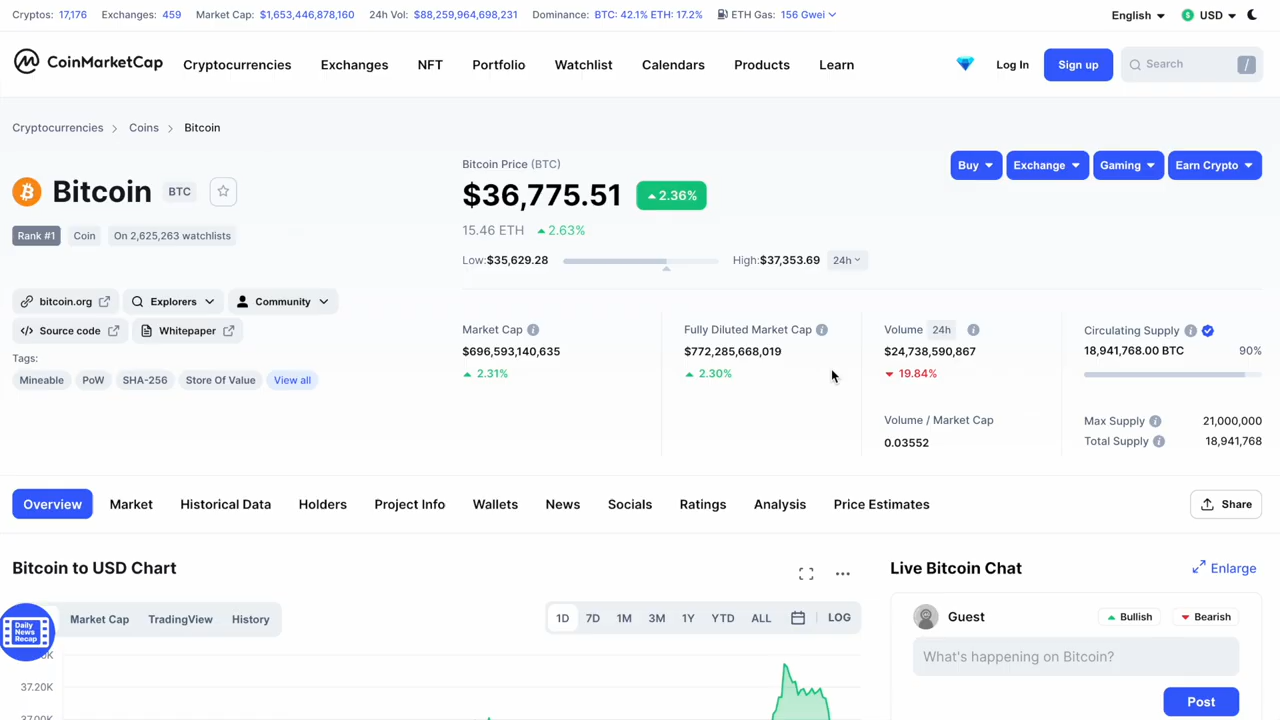 Cryptos: 17,176 Exchanges: 459 Market Cap: $1,653,446,878,160 24h Vol: $88,259,964,698,231 Dominance: BTC: 42.1% ETH: 17.2% ETH Gas: 156 Gwei English USD
CoinMarketCap Cryptocurrencies Exchanges NFT Portfolio Watchlist Calendars Products Learn Log In Sign up Search /
Cryptocurrencies Coins Bitcoin
Bitcoin BTC
Rank #1 Coin On 2,625,263 watchlists
bitcoin.org Explorers Community
Source code Whitepaper
Tags:
Mineable PoW SHA-256 Store Of Value View all
Bitcoin Price (BTC)
$36,775.51 2.36%
15.46 ETH 2.63%
Low:$35,629.28 High:$37,353.69 24h
Buy Exchange Gaming Earn Crypto
Market Cap
$696,593,140,635
2.31%
Fully Diluted Market Cap
$772,285,668,019
2.30%
Volume 24h
$24,738,590,867
19.84%
Volume / Market Cap
0.03552
Circulating Supply
18,941,768.00 BTC 90%
Max Supply 21,000,000
Total Supply 18,941,768
Overview Market Historical Data Holders Project Info Wallets News Socials Ratings Analysis Price Estimates Share
Bitcoin to USD Chart
Market Cap TradingView History 1D 7D 1M 3M 1Y YTD ALL LOG
Daily
News
Recap
37.20K
37.00K
Live Bitcoin Chat Enlarge
Guest Bullish Bearish
What's happening on Bitcoin?
Post